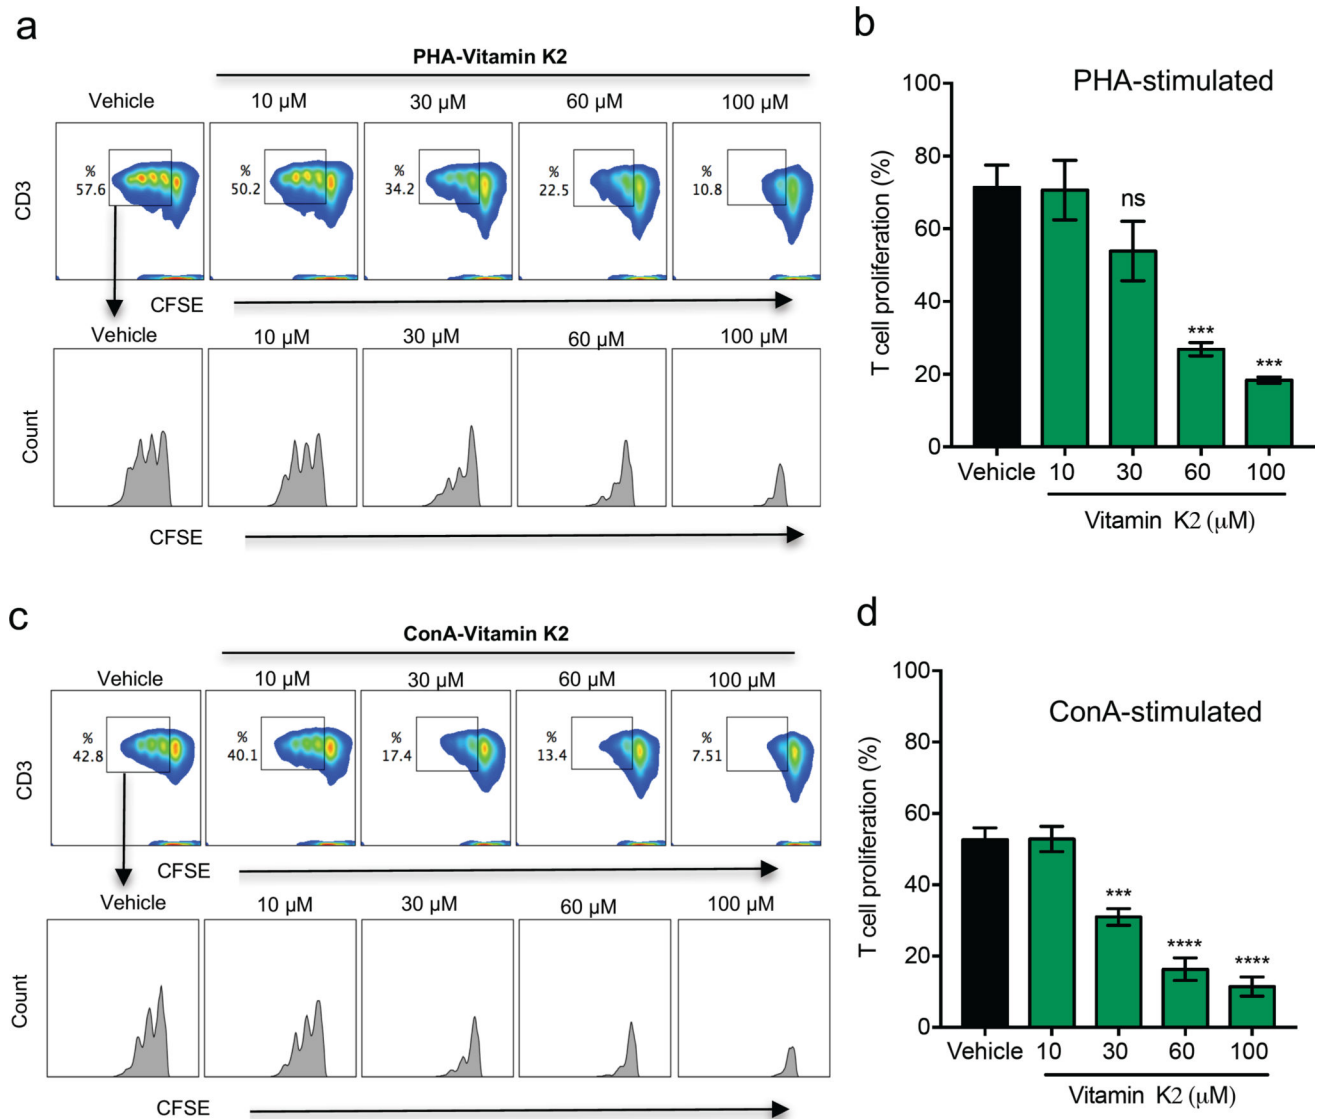 a
PHA-Vitamin K2
Vehicle 10 µM 30 µM 60 µM 100 µM
CD3
% 57.6
% 50.2
% 34.2
% 22.5
% 10.8
CFSE
Vehicle 10 µM 30 µM 60 µM 100 µM
Count
CFSE
b
PHA-stimulated
T cell proliferation (%)
100
80
60
40
20
0
ns
***
***
Vehicle 10 30 60 100
Vitamin K2 (µM)
c
ConA-Vitamin K2
Vehicle 10 µM 30 µM 60 µM 100 µM
CD3
% 42.8
% 40.1
% 17.4
% 13.4
% 7.51
CFSE
Vehicle 10 µM 30 µM 60 µM 100 µM
Count
CFSE
d
ConA-stimulated
T cell proliferation (%)
100
80
60
40
20
0
***
****
****
Vehicle 10 30 60 100
Vitamin K2 (µM)